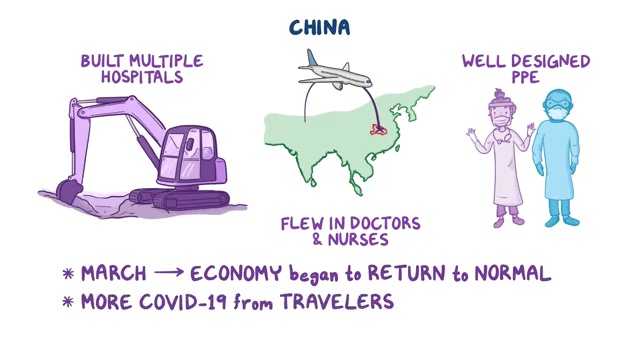 CHINA
BUILT MULTIPLE
HOSPITALS
FLEW IN DOCTORS
& NURSES
WELL DESIGNED
PPE
* MARCH → ECONOMY began to RETURN to NORMAL
* MORE COVID-19 from TRAVELERS